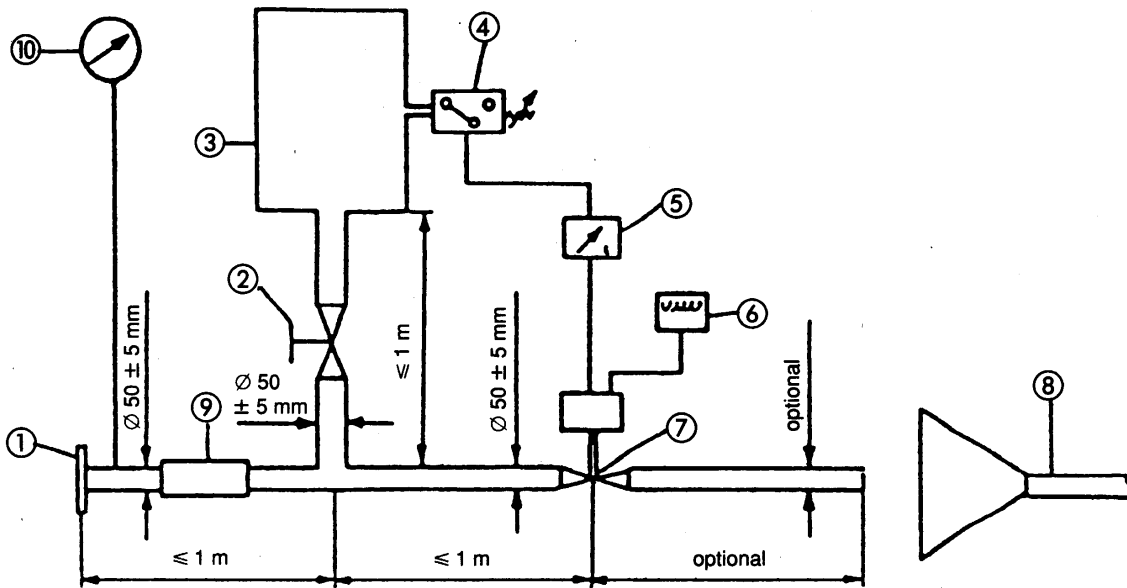 ⑩
④
③
⑤
②
⑥
Ø 50 ± 5 mm
Ø 50
± 5 mm
≤ 1 m
Ø 50 ± 5 mm
optional
⑨
⑦
⑧
①
≤ 1 m
≤ 1 m
optional